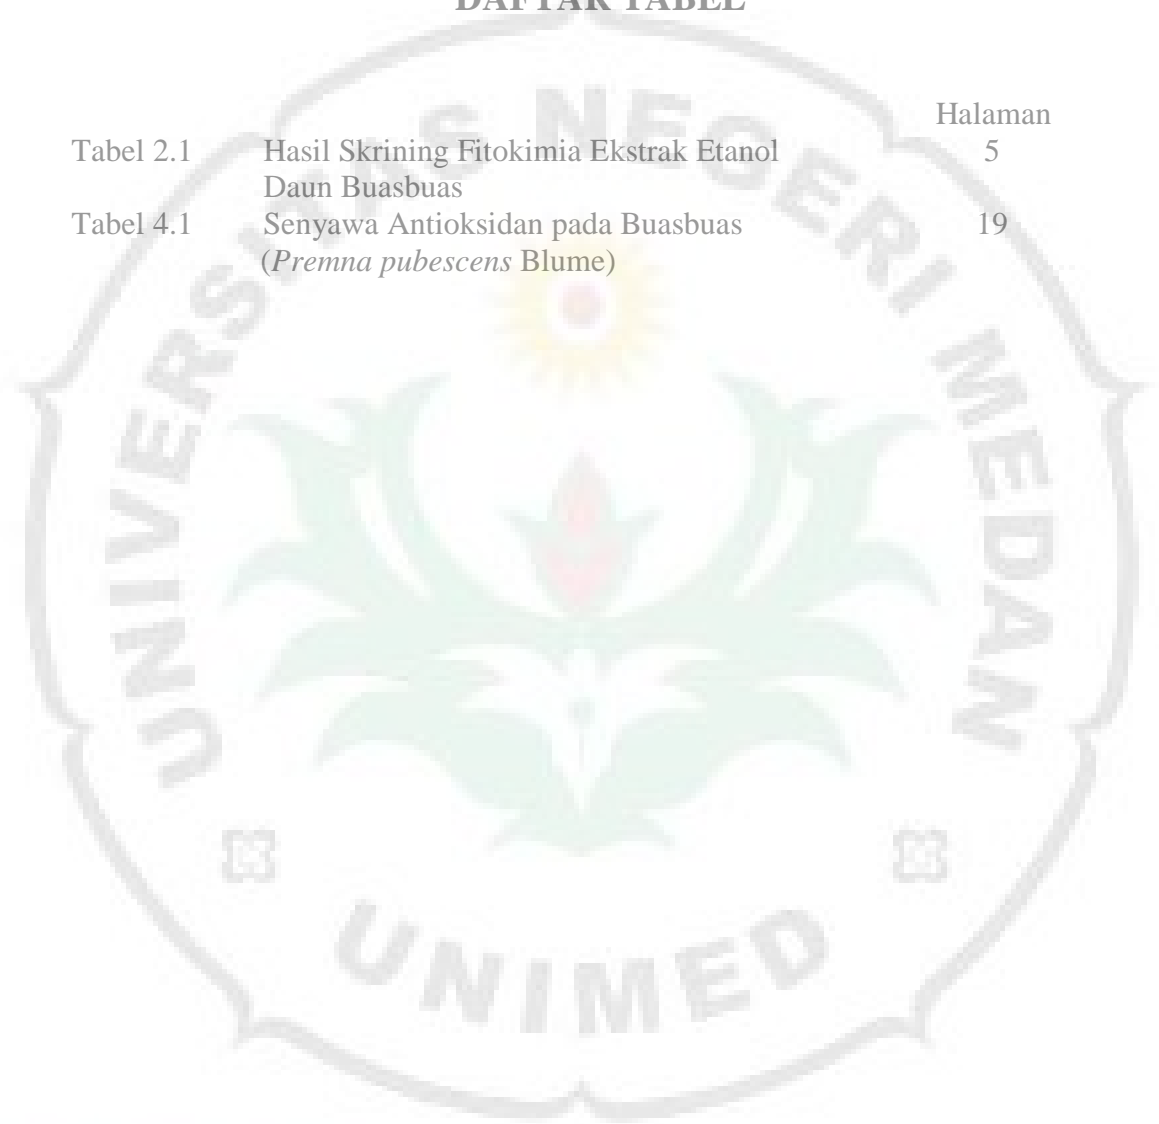 DAFTAR TABEL
Halaman
Tabel 2.1 Hasil Skrining Fitokimia Ekstrak Etanol 5
Daun Buasbuas
Tabel 4.1 Senyawa Antioksidan pada Buasbuas 19
(Premna pubescens Blume)
UNIVERSITAS NEGERI MEDAN
UNIMED